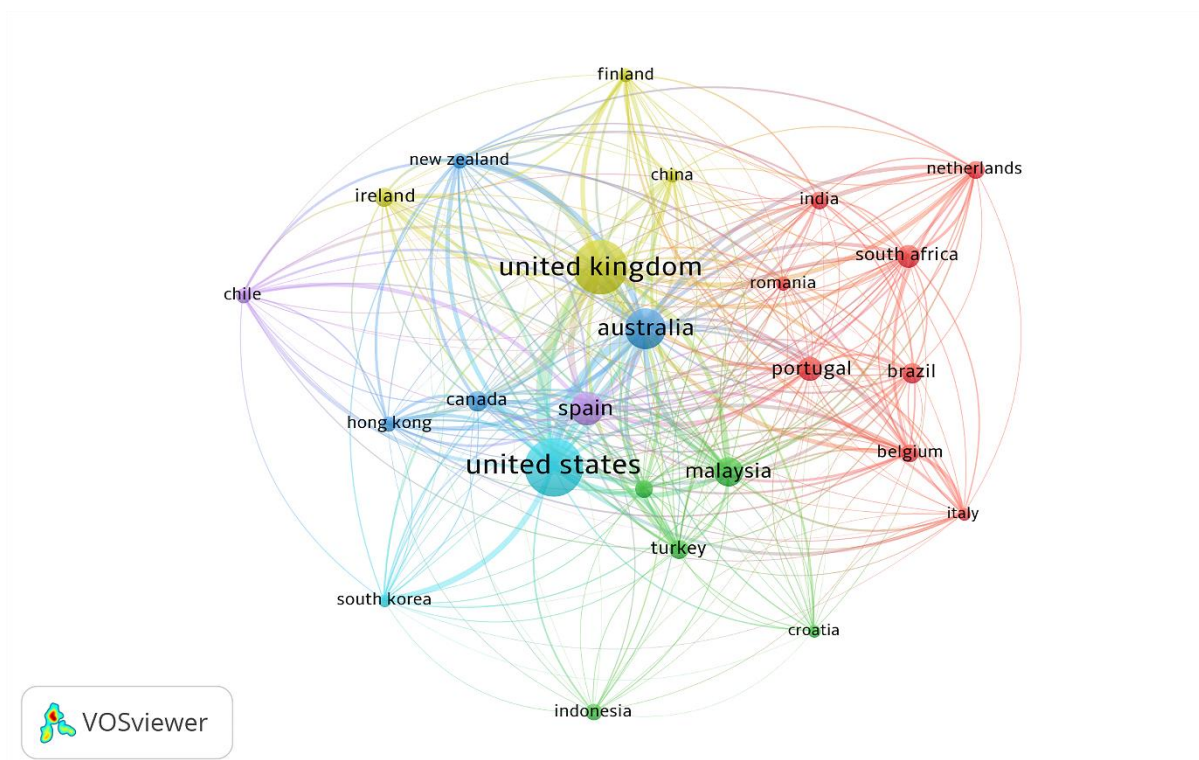 finland
new zealand
netherlands
china
ireland
india
south africa
united kingdom
romania
chile
australia
portugal
brazil
canada
spain
hong kong
belgium
united states
malaysia
italy
turkey
south korea
croatia
indonesia
VOSviewer